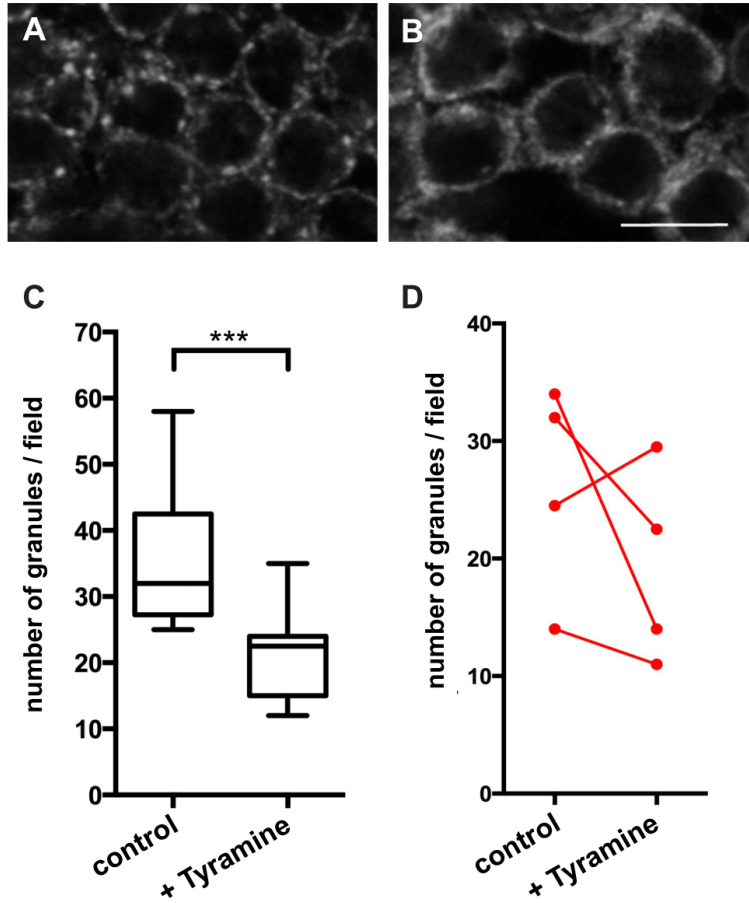 A
B
C
number of granules / field
70
60
50
40
30
20
10
0
***
control
+ Tyramine
D
number of granules / field
40
30
20
10
0
control
+ Tyramine